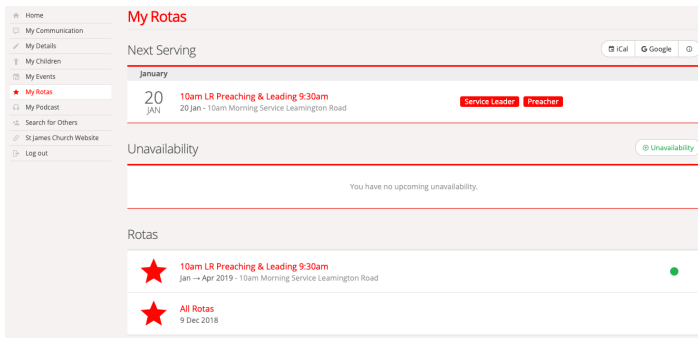 Home
My Communication
My Details
My Children
My Events
My Rotas
My Podcast
Search for Others
St James Church Website
Log out
My Rotas
Next Serving
iCal
G Google
January
20
JAN
10am LR Preaching & Leading 9:30am
20 Jan - 10am Morning Service Leamington Road
Service Leader
Preacher
Unavailability
Unavailability
You have no upcoming unavailability.
Rotas
10am LR Preaching & Leading 9:30am
Jan → Apr 2019 - 10am Morning Service Leamington Road
All Rotas
9 Dec 2018